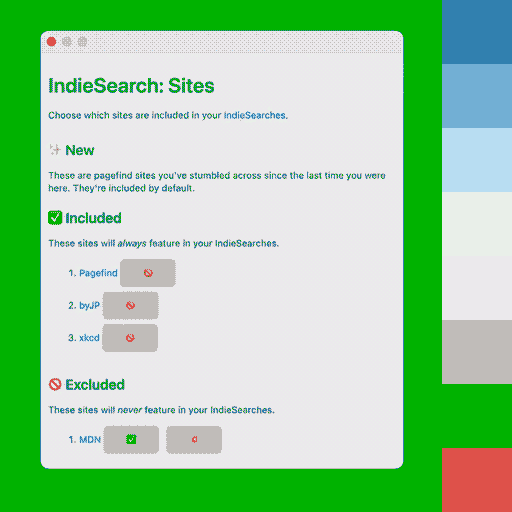 IndieSearch: Sites
Choose which sites are included in your IndieSearches.
✨ New
These are pagefind sites you've stumbled across since the last time you were
here. They're included by default.
✅ Included
These sites will always feature in your IndieSearches.
1. Pagefind 🚫
2. byJP 🚫
3. xkcd 🚫
🚫 Excluded
These sites will never feature in your IndieSearches.
1. MDN ✅